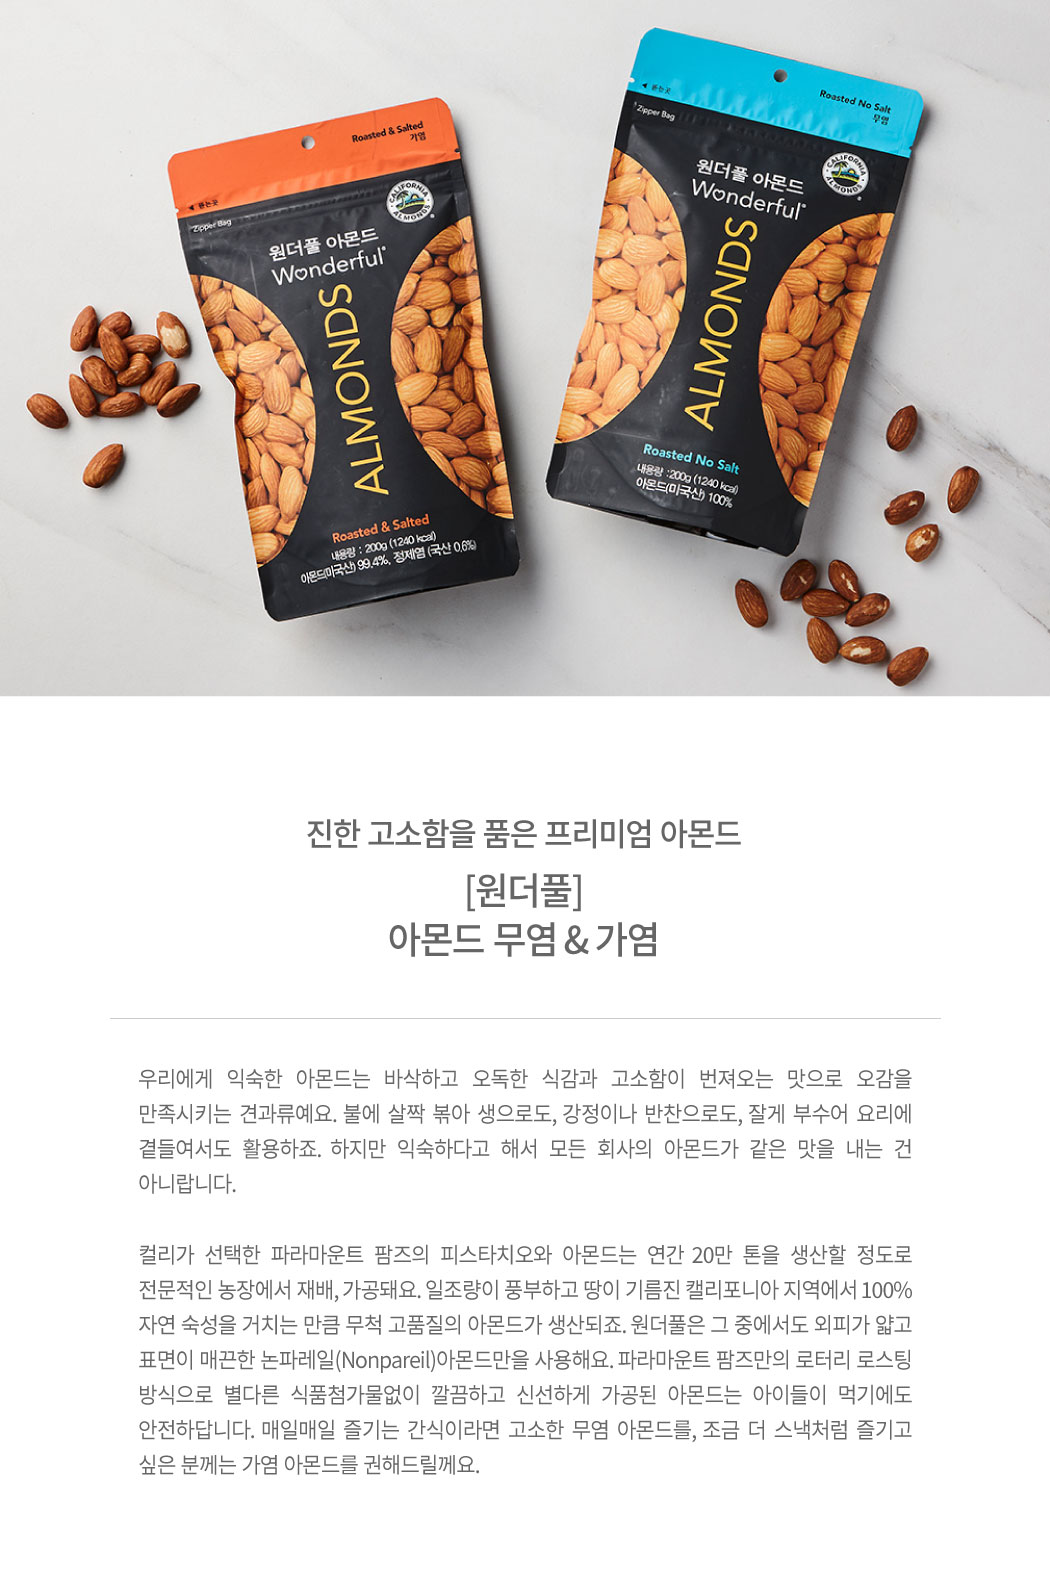 Roasted & Salted
가염
◀ 뜯는곳
Zipper Bag
CALIFORNIA
ALMONDS
원더풀 아몬드
Wonderful®
ALMONDS
Roasted & Salted
내용량 : 200g (1240 kcal)
아몬드(미국산) 99.4%, 정제염 (국산 0.6%)
Roasted No Salt
무염
◀ 뜯는곳
Zipper Bag
CALIFORNIA
ALMONDS
원더풀 아몬드
Wonderful®
ALMONDS
Roasted No Salt
내용량 : 200g (1240 kcal)
아몬드(미국산) 100%
진한 고소함을 품은 프리미엄 아몬드
[원더풀]
아몬드 무염 & 가염
우리에게 익숙한 아몬드는 바삭하고 오독한 식감과 고소함이 번져오는 맛으로 오감을
만족시키는 견과류예요. 불에 살짝 볶아 생으로도, 강정이나 반찬으로도, 잘게 부수어 요리에
곁들여서도 활용하죠. 하지만 익숙하다고 해서 모든 회사의 아몬드가 같은 맛을 내는 건
아니랍니다.
컬리가 선택한 파라마운트 팜즈의 피스타치오와 아몬드는 연간 20만 톤을 생산할 정도로
전문적인 농장에서 재배, 가공돼요. 일조량이 풍부하고 땅이 기름진 캘리포니아 지역에서 100%
자연 숙성을 거치는 만큼 무척 고품질의 아몬드가 생산되죠. 원더풀은 그 중에서도 외피가 얇고
표면이 매끈한 논파레일(Nonpareil)아몬드만을 사용해요. 파라마운트 팜즈만의 로터리 로스팅
방식으로 별다른 식품첨가물없이 깔끔하고 신선하게 가공된 아몬드는 아이들이 먹기에도
안전하답니다. 매일매일 즐기는 간식이라면 고소한 무염 아몬드를, 조금 더 스낵처럼 즐기고
싶은 분께는 가염 아몬드를 권해드릴께요.